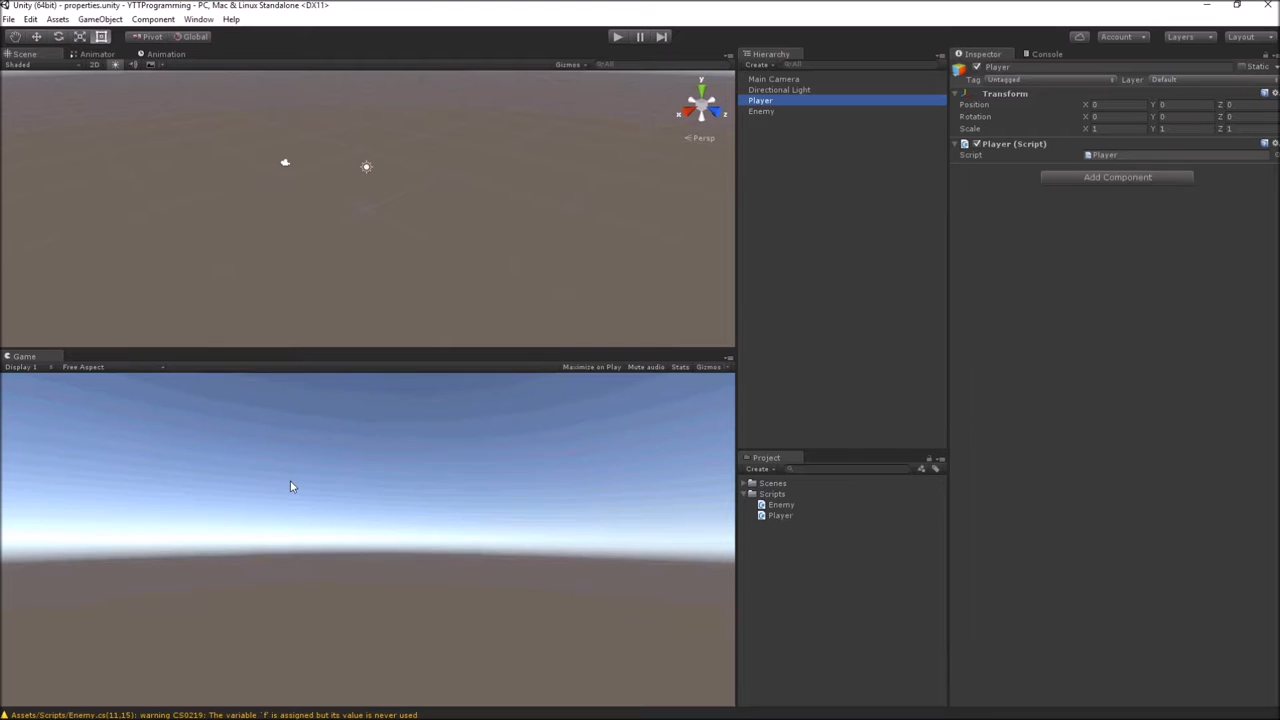 Unity (64bit) - properties.unity - YTTProgramming - PC, Mac & Linux Standalone <DX11>
File Edit Assets GameObject Component Window Help
Pivot Global Account Layers Layout
Scene Animator Animation
Shaded 2D Gizmos All
y
x z
Persp
Game
Display 1 Free Aspect Maximize on Play Mute audio Stats Gizmos
Hierarchy
Create All
Main Camera
Directional Light
Player
Enemy
Project
Create
Scenes
Scripts
Enemy
Player
Inspector Console
Player Static
Tag Untagged Layer Default
Transform
Position X 0 Y 0 Z 0
Rotation X 0 Y 0 Z 0
Scale X 1 Y 1 Z 1
Player (Script)
Script Player
Add Component
Assets/Scripts/Enemy.cs(11,15): warning CS0219: The variable `f' is assigned but its value is never used